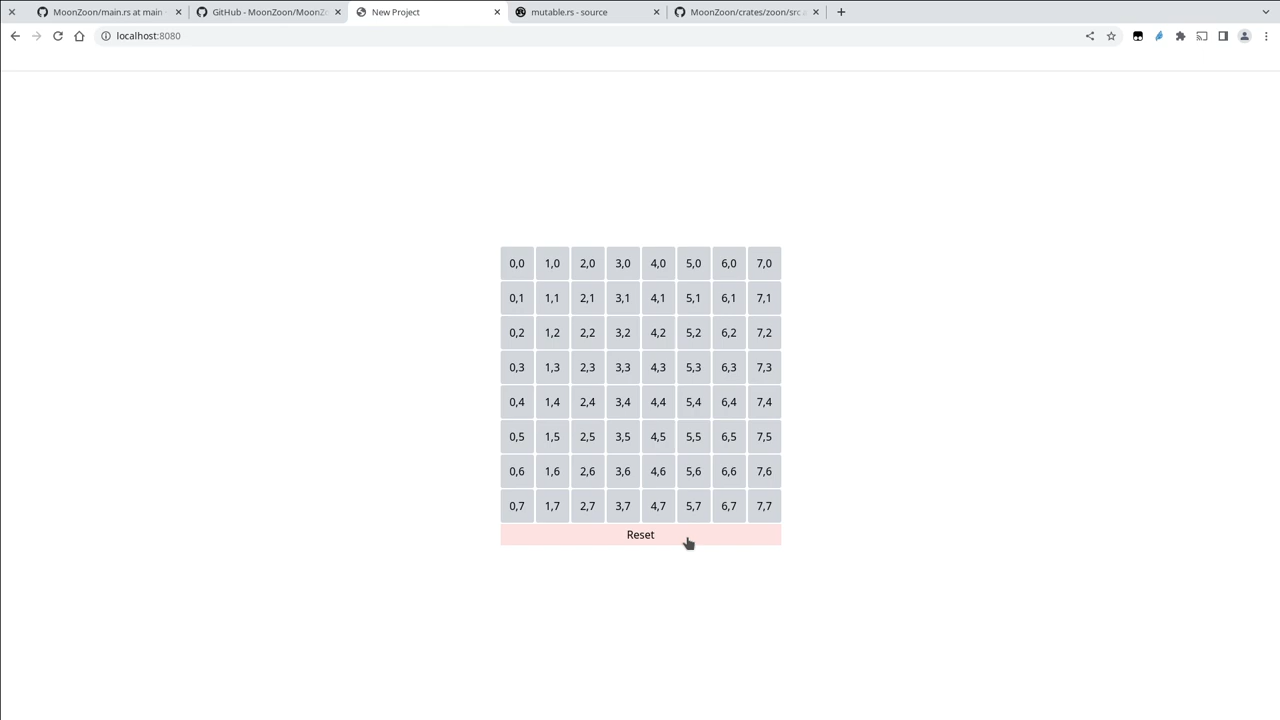 MoonZoon/main.rs at main
GitHub - MoonZoon/MoonZo
New Project
mutable.rs - source
MoonZoon/crates/zoon/src
localhost:8080
0,0 1,0 2,0 3,0 4,0 5,0 6,0 7,0
0,1 1,1 2,1 3,1 4,1 5,1 6,1 7,1
0,2 1,2 2,2 3,2 4,2 5,2 6,2 7,2
0,3 1,3 2,3 3,3 4,3 5,3 6,3 7,3
0,4 1,4 2,4 3,4 4,4 5,4 6,4 7,4
0,5 1,5 2,5 3,5 4,5 5,5 6,5 7,5
0,6 1,6 2,6 3,6 4,6 5,6 6,6 7,6
0,7 1,7 2,7 3,7 4,7 5,7 6,7 7,7
Reset